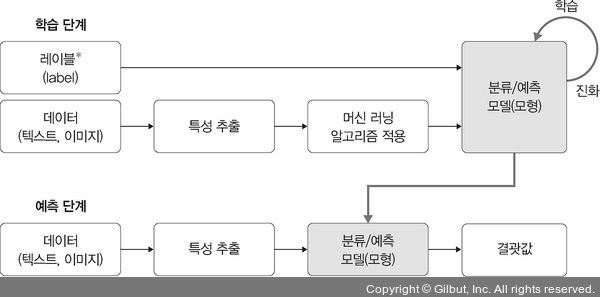 학습 단계
학습
진화
레이블*
(label)
분류/예측
모델(모형)
데이터
(텍스트, 이미지)
특성 추출
머신 러닝
알고리즘 적용
예측 단계
데이터
(텍스트, 이미지)
특성 추출
분류/예측
모델(모형)
결괏값
Copyright © Gilbut, Inc. All rights reserved.